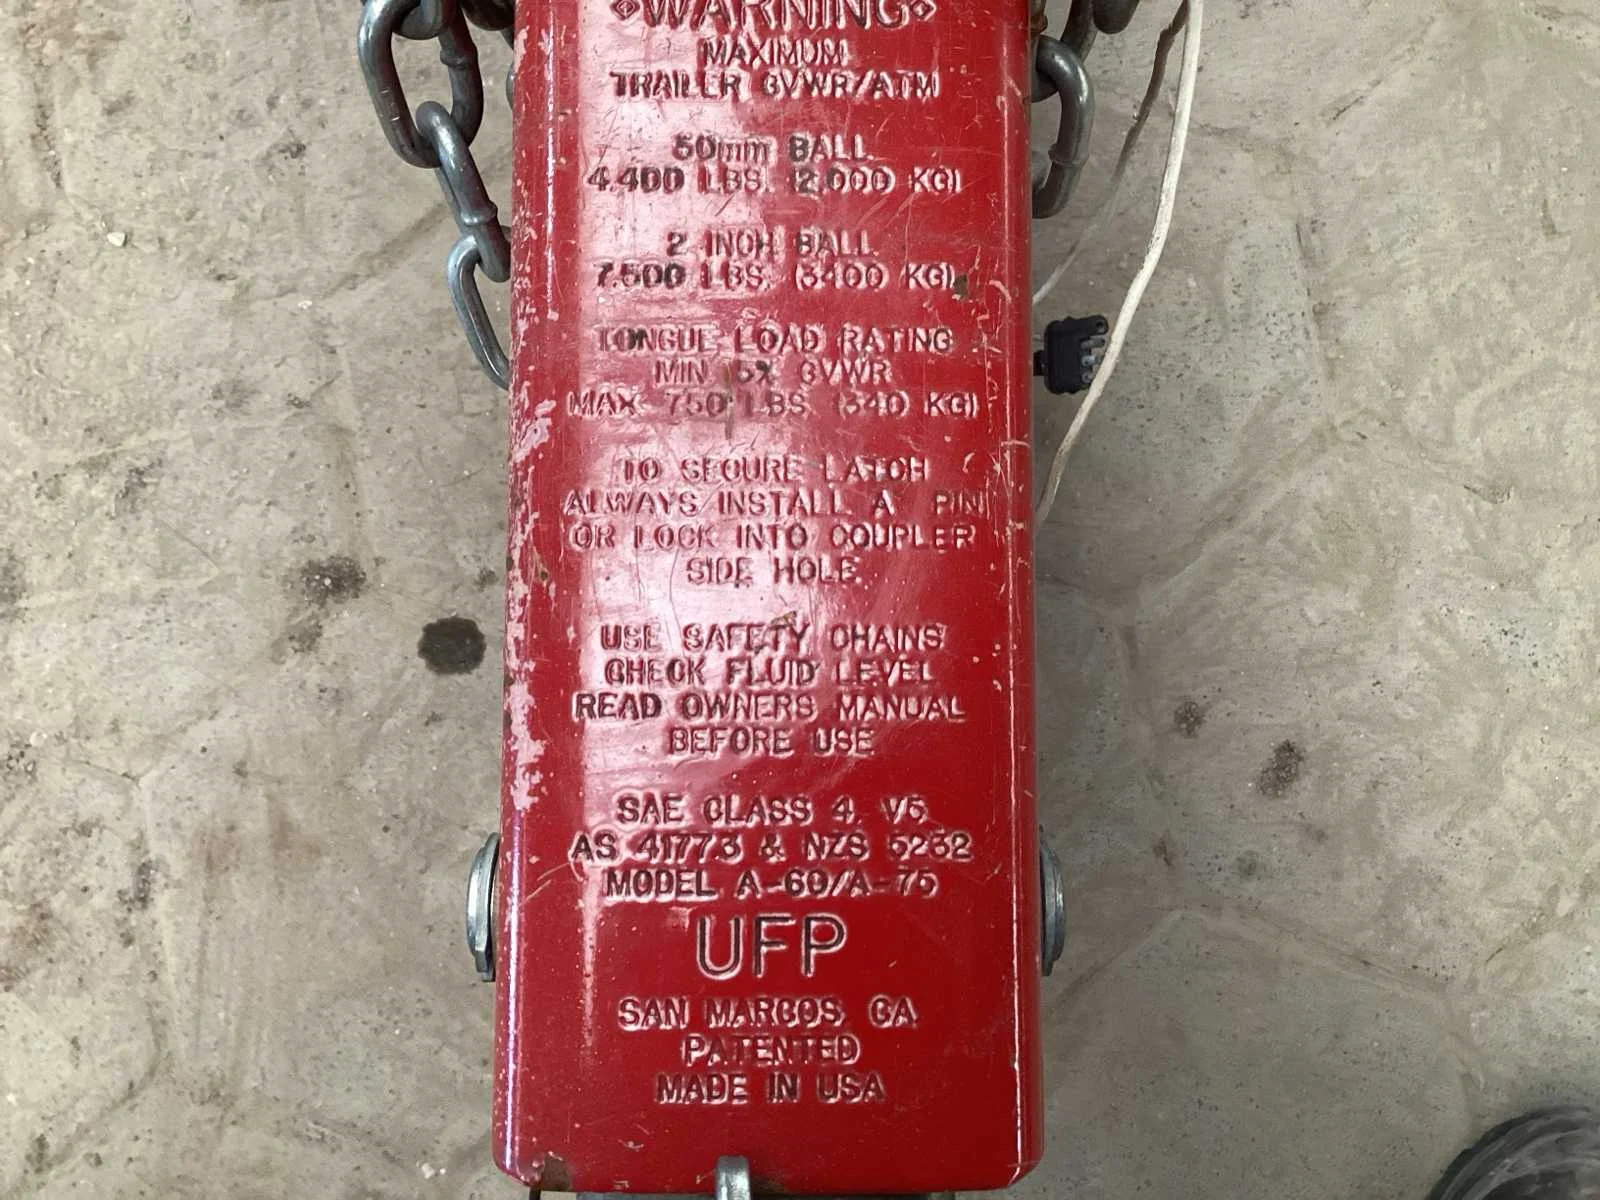 WARNING
MAXIMUM
TRAILER GVWR/ATM
50mm BALL
4,400 LBS. (2,000 KG)
2 INCH BALL
7,500 LBS. (3400 KG)
TONGUE LOAD RATING
MIN 5% GVWR
MAX 750 LBS (340 KG)
TO SECURE LATCH
ALWAYS INSTALL A PIN
OR LOCK INTO COUPLER
SIDE HOLE
USE SAFETY CHAINS
CHECK FLUID LEVEL
READ OWNERS MANUAL
BEFORE USE
SAE CLASS 4, V5
AS 4177.3 & NZS 5232
MODEL A-60/A-75
UFP
SAN MARCOS, CA
PATENTED
MADE IN USA